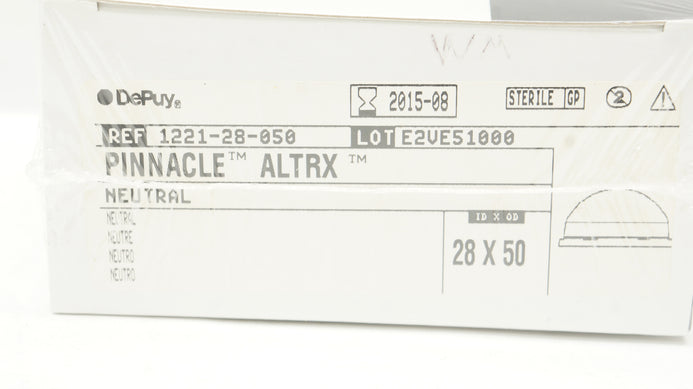 W/M
DePuy®
2015-08
STERILE GP
2
REF 1221-28-050
LOT E2VE51000
PINNACLE™ ALTRX™
NEUTRAL
NEUTRAL
NEUTRE
NEUTRO
NEUTRO
ID X OD
28 X 50